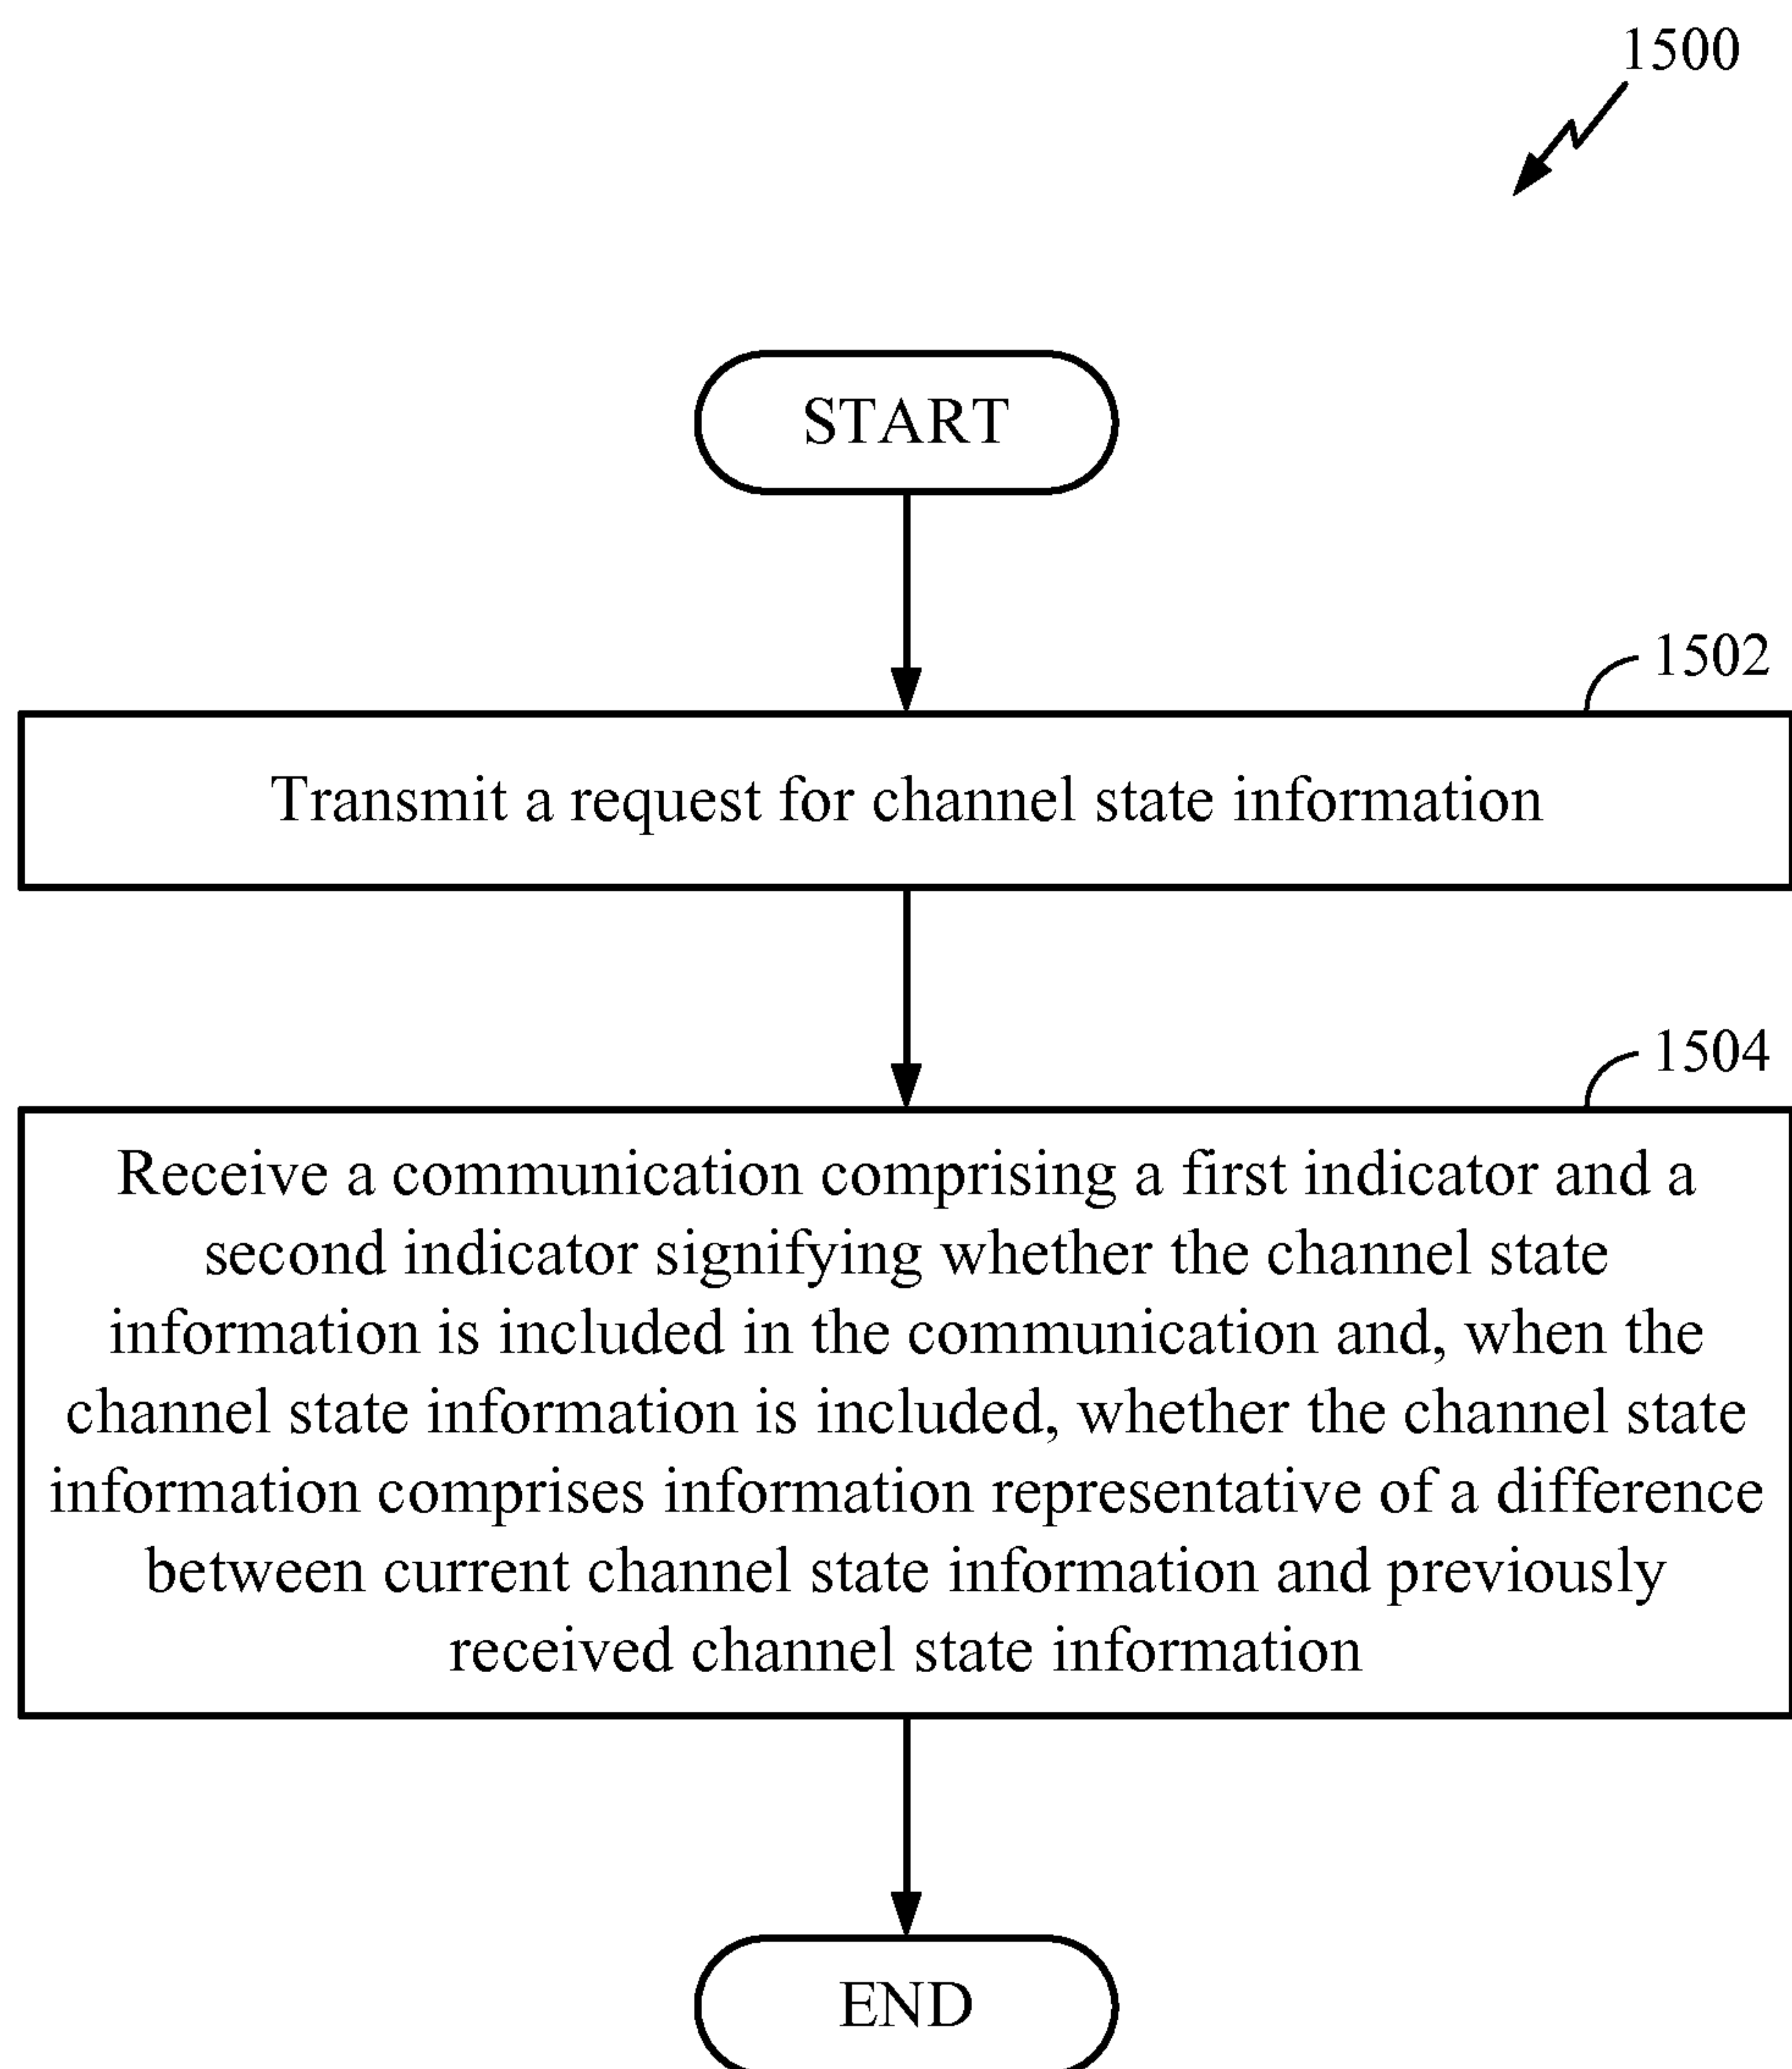 1500
START
1502
Transmit a request for channel state information
1504
Receive a communication comprising a first indicator and a
second indicator signifying whether the channel state
information is included in the communication and, when the
channel state information is included, whether the channel state
information comprises information representative of a difference
between current channel state information and previously
received channel state information
END